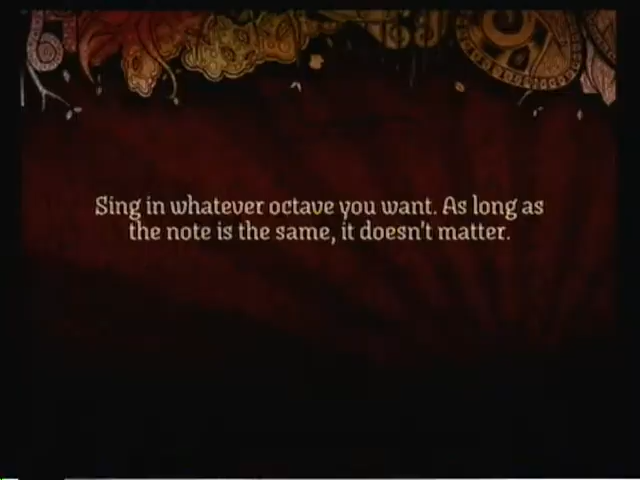 Sing in whatever octave you want. As long as
the note is the same, it doesn't matter.